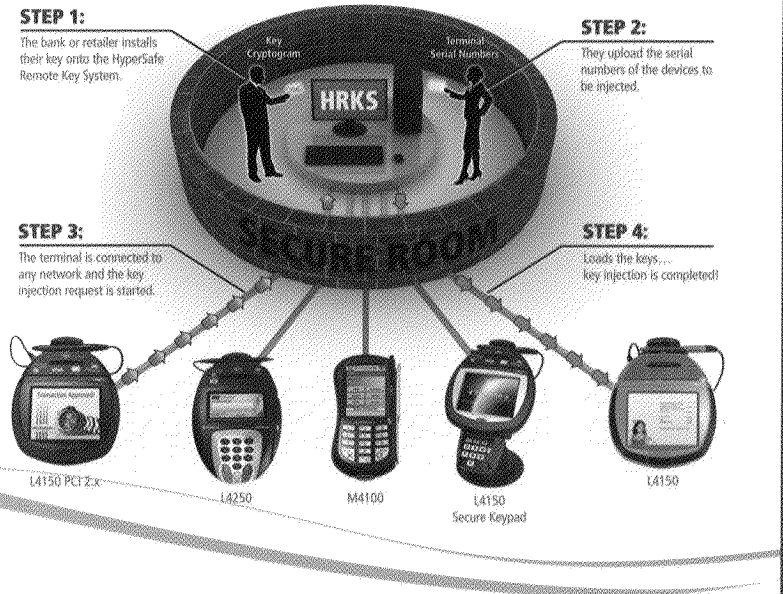 STEP 1:
The bank or retailer installs
their key onto the HyperSafe
Remote Key System.
Key
Cryptogram
Terminal
Serial Numbers
STEP 2:
They upload the serial
numbers of the devices to
be injected.
HRKS
SECURE ROOM
STEP 3:
The terminal is connected to
any network and the key
injection request is started.
STEP 4:
Loads the keys...
key injection is completed!
Transaction Approved!
L4150 PCI 2.x
L4250
M4100
L4150
Secure Keypad
L4150